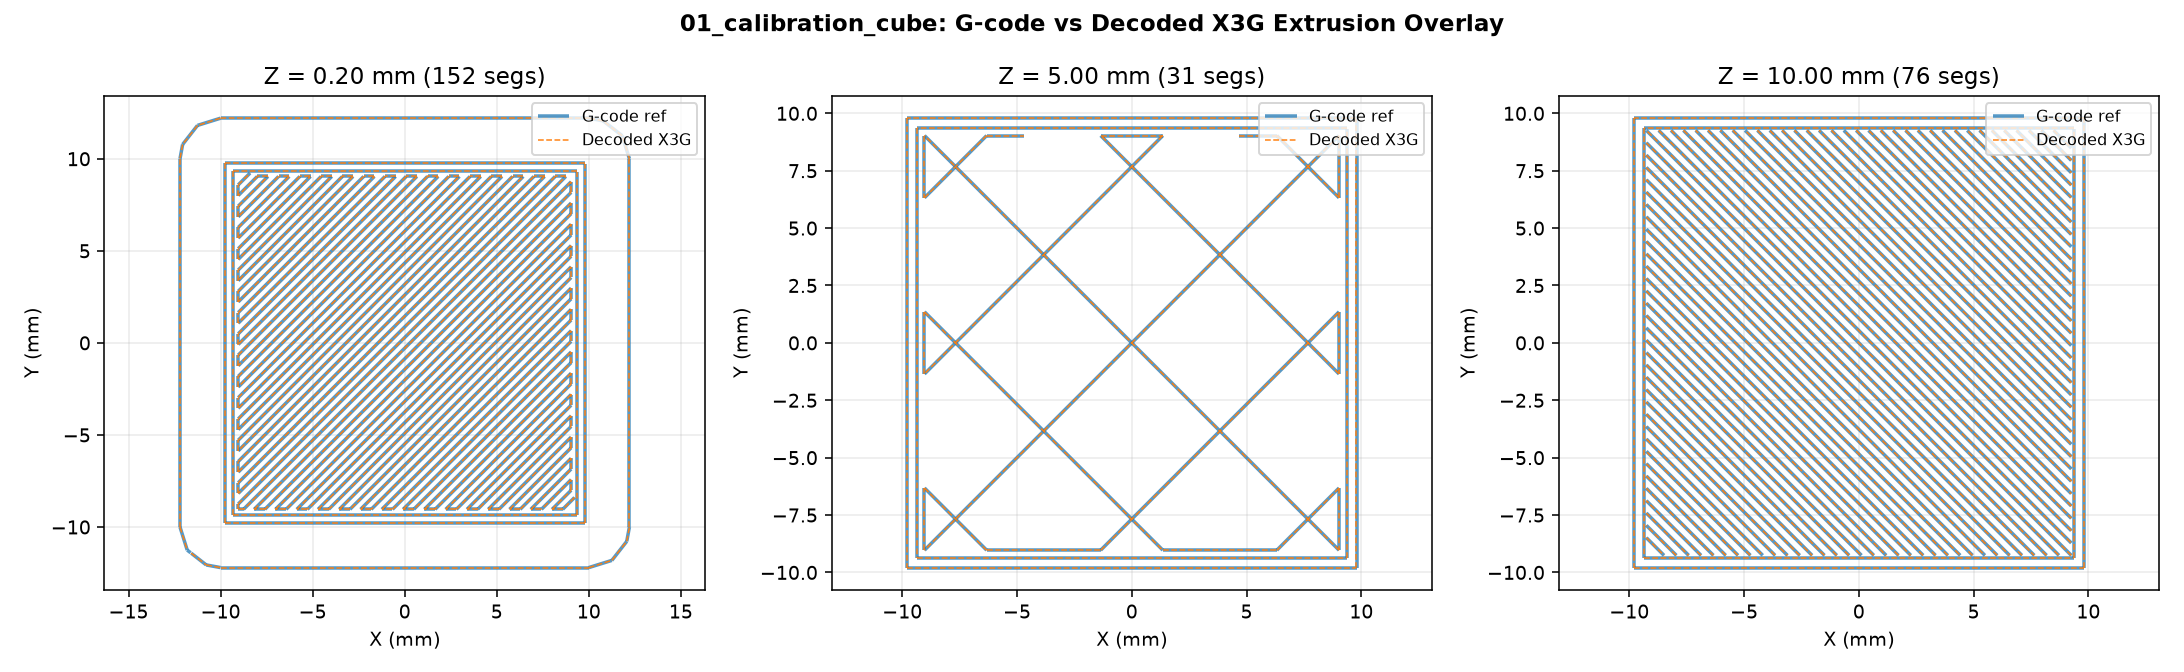 01_calibration_cube: G-code vs Decoded X3G Extrusion Overlay
Z = 0.20 mm (152 segs)
G-code ref
Decoded X3G
10
5
0
−5
−10
Y (mm)
−15
−10
−5
0
5
10
15
X (mm)
Z = 5.00 mm (31 segs)
G-code ref
Decoded X3G
10.0
7.5
5.0
2.5
0.0
−2.5
−5.0
−7.5
−10.0
Y (mm)
−10
−5
0
5
10
X (mm)
Z = 10.00 mm (76 segs)
G-code ref
Decoded X3G
10.0
7.5
5.0
2.5
0.0
−2.5
−5.0
−7.5
−10.0
Y (mm)
−10
−5
0
5
10
X (mm)